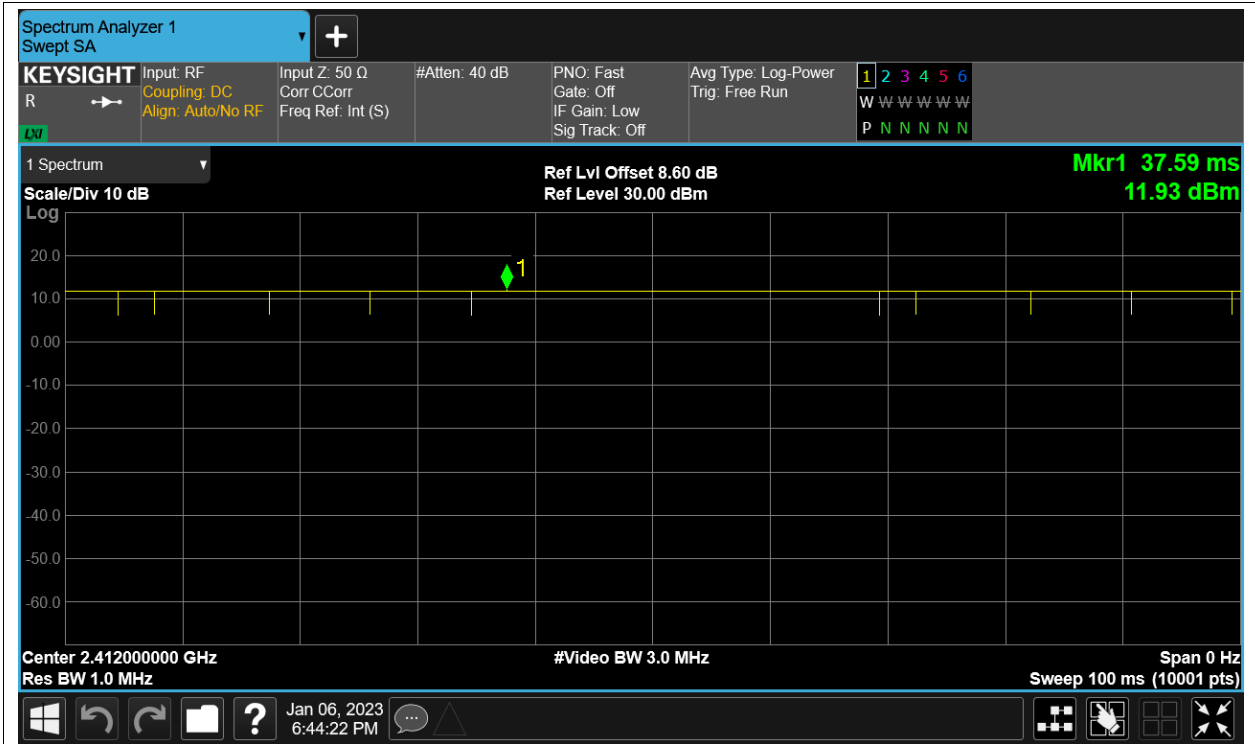 Spectrum Analyzer 1
Swept SA
KEYSIGHT
R
LXI
Input: RF
Coupling: DC
Align: Auto/No RF
Input Z: 50 Ω
Corr CCorr
Freq Ref: Int (S)
#Atten: 40 dB
PNO: Fast
Gate: Off
IF Gain: Low
Sig Track: Off
Avg Type: Log-Power
Trig: Free Run
1 2 3 4 5 6
W W W W W W
P N N N N N
1 Spectrum
Scale/Div 10 dB
Log
Ref Lvl Offset 8.60 dB
Ref Level 30.00 dBm
Mkr1 37.59 ms
11.93 dBm
1
20.0
10.0
0.00
-10.0
-20.0
-30.0
-40.0
-50.0
-60.0
Center 2.412000000 GHz
Res BW 1.0 MHz
#Video BW 3.0 MHz
Span 0 Hz
Sweep 100 ms (10001 pts)
?
Jan 06, 2023
6:44:22 PM